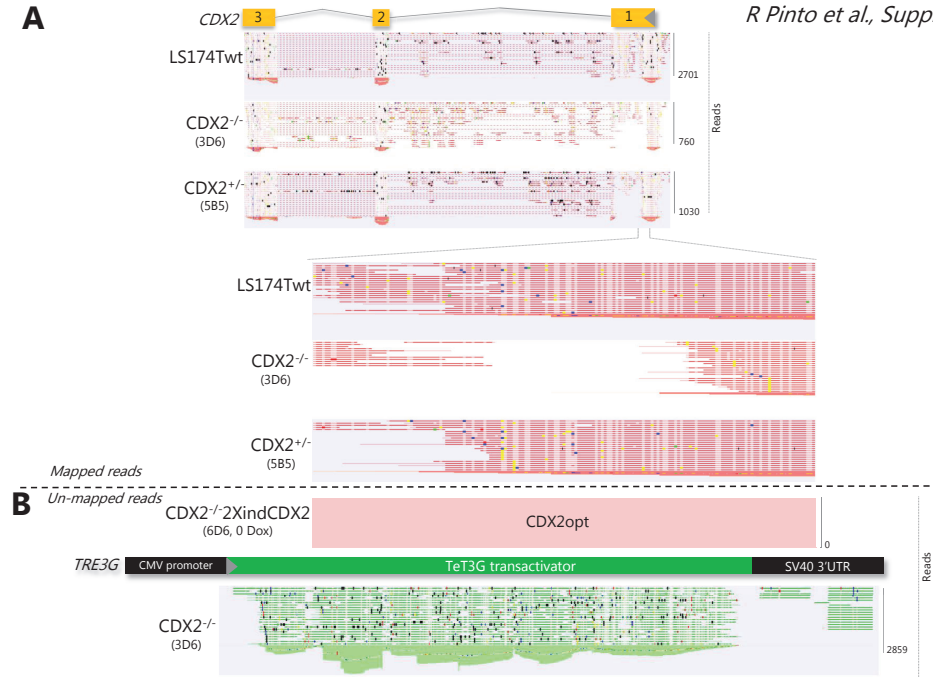 A
CDX2
3
2
1
R Pinto et al., Supp
LS174Twt
2701
CDX2-/-
(3D6)
760
CDX2+/-
(5B5)
1030
Reads
LS174Twt
CDX2-/-
(3D6)
CDX2+/-
(5B5)
Mapped reads
B
Un-mapped reads
CDX2-/-2XindCDX2
(6D6, 0 Dox)
CDX2opt
0
TRE3G
CMV promoter
TeT3G transactivator
SV40 3'UTR
CDX2-/-
(3D6)
2859
Reads